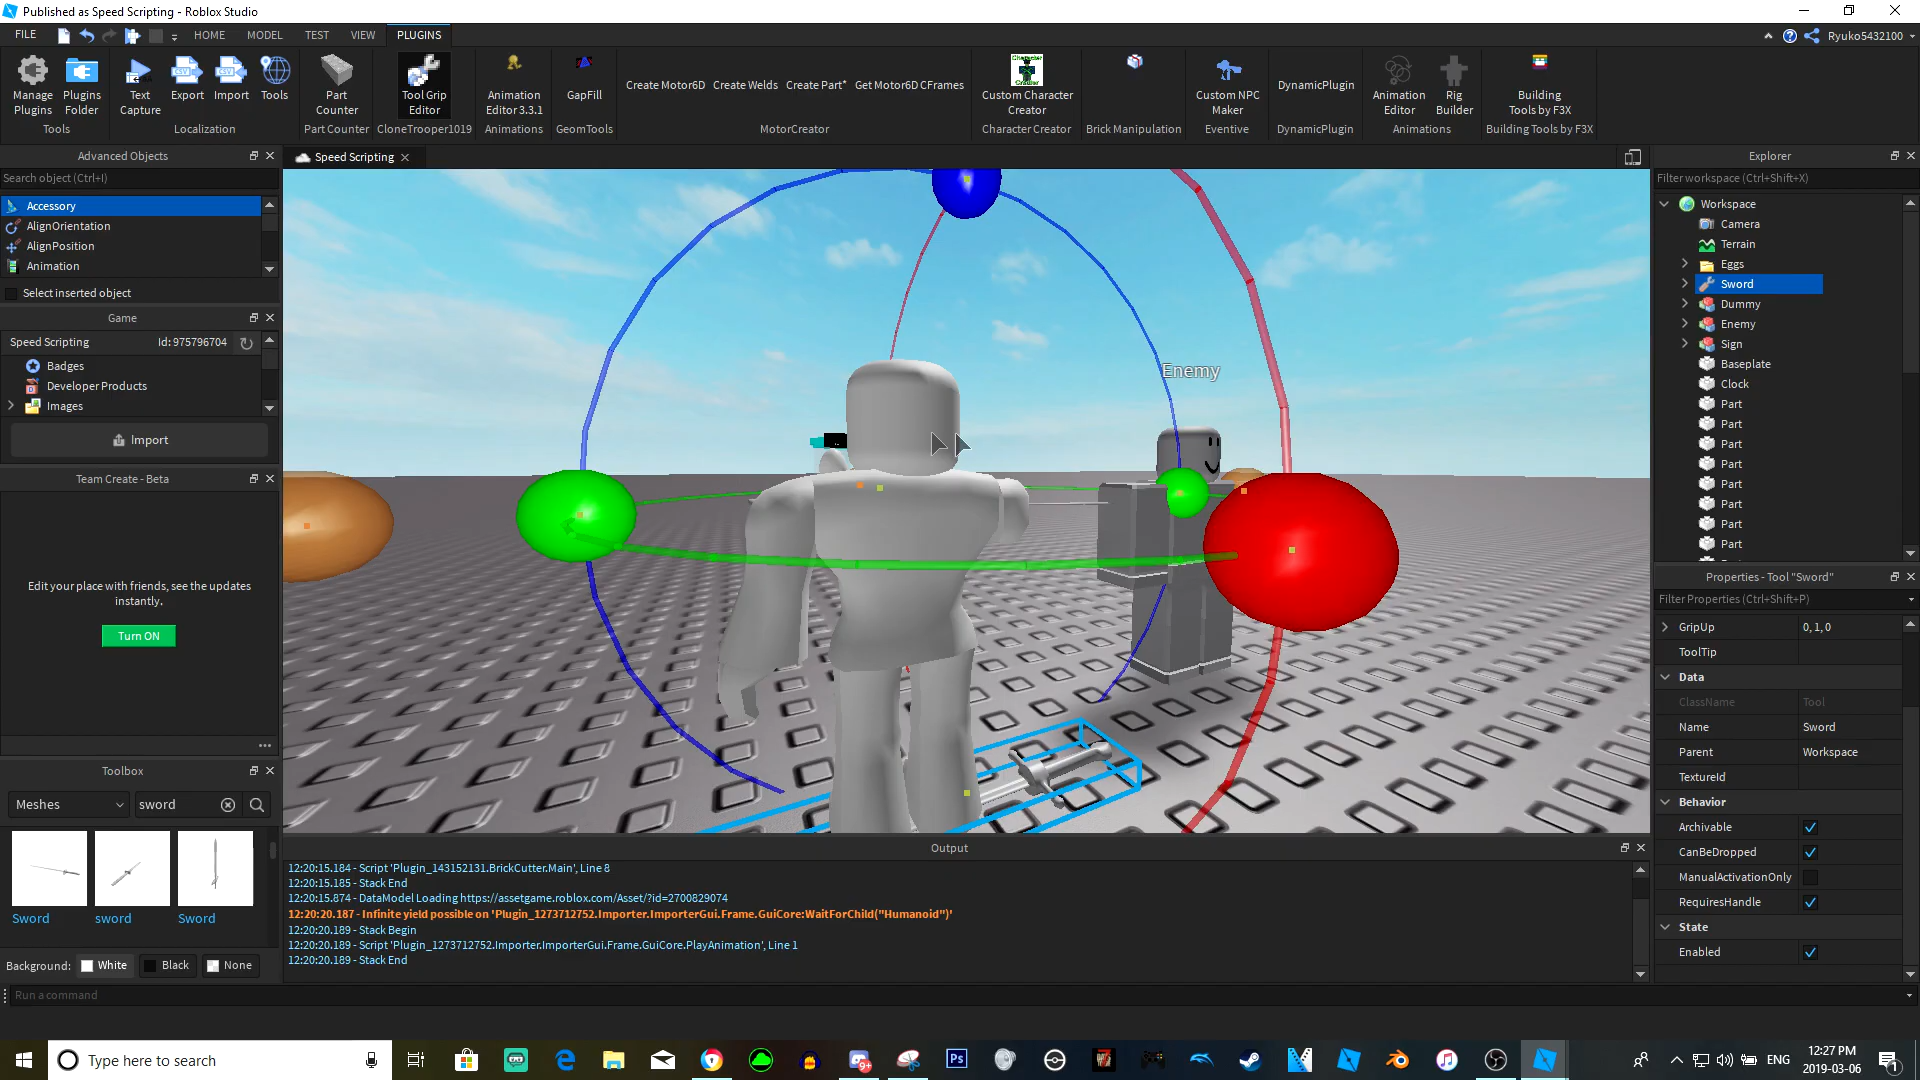 Published as Speed Scripting - Roblox Studio
FILE
HOME
MODEL
TEST
VIEW
PLUGINS
Ryuko5432100
Manage Plugins
Plugins Folder
Tools
Text Capture
Export
Import
Tools
Localization
Part Counter
Part Counter
Tool Grip Editor
CloneTrooper1019
Animation Editor 3.3.1
Animations
GapFill
GeomTools
Create Motor6D
Create Welds
Create Part*
Get Motor6D CFrames
MotorCreator
Custom Character Creator
Character Creator
Brick Manipulation
Custom NPC Maker
Eventive
DynamicPlugin
DynamicPlugin
Animation Editor
Rig Builder
Animations
Building Tools by F3X
Building Tools by F3X
Advanced Objects
Search object (Ctrl+I)
Accessory
AlignOrientation
AlignPosition
Animation
Select inserted object
Game
Speed Scripting
Id: 975796704
Badges
Developer Products
Images
Import
Team Create - Beta
Edit your place with friends, see the updates
instantly.
Turn ON
Toolbox
Meshes
sword
Sword
sword
Sword
Background:
White
Black
None
Speed Scripting
Enemy
Output
12:20:15.184 - Script 'Plugin_143152131.BrickCutter.Main', Line 8
12:20:15.185 - Stack End
12:20:15.874 - DataModel Loading https://assetgame.roblox.com/Asset/?id=2700829074
12:20:20.187 - Infinite yield possible on 'Plugin_1273712752.Importer.ImporterGui.Frame.GuiCore:WaitForChild("Humanoid")'
12:20:20.189 - Stack Begin
12:20:20.189 - Script 'Plugin_1273712752.Importer.ImporterGui.Frame.GuiCore.PlayAnimation', Line 1
12:20:20.189 - Stack End
Explorer
Filter workspace (Ctrl+Shift+X)
Workspace
Camera
Terrain
Eggs
Sword
Dummy
Enemy
Sign
Baseplate
Clock
Part
Part
Part
Part
Part
Part
Part
Part
Properties - Tool "Sword"
Filter Properties (Ctrl+Shift+P)
GripUp 0, 1, 0
ToolTip
Data
ClassName Tool
Name Sword
Parent Workspace
TextureId
Behavior
Archivable
CanBeDropped
ManualActivationOnly
RequiresHandle
State
Enabled
Run a command
Type here to search
Ps
9+
ENG
12:27 PM
2019-03-06
1